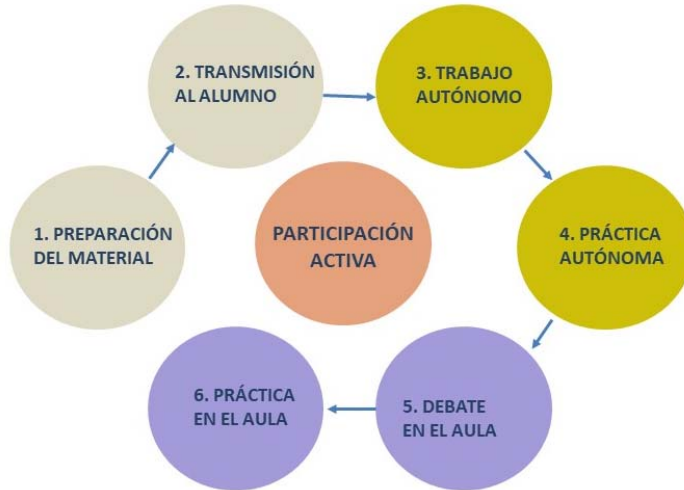 1. PREPARACIÓN
DEL MATERIAL
2. TRANSMISIÓN
AL ALUMNO
3. TRABAJO
AUTÓNOMO
4. PRÁCTICA
AUTÓNOMA
5. DEBATE
EN EL AULA
6. PRÁCTICA
EN EL AULA
PARTICIPACIÓN
ACTIVA